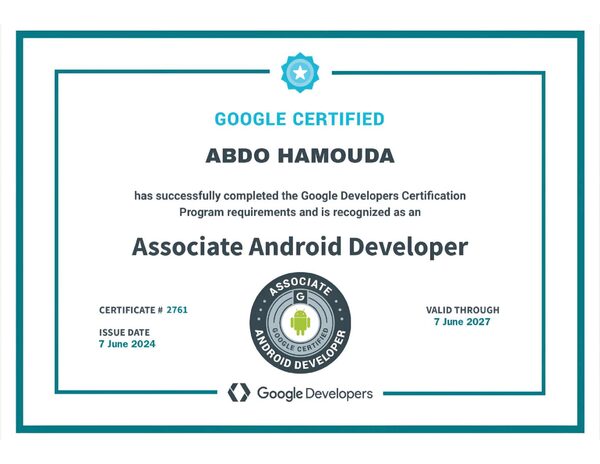 GOOGLE CERTIFIED
ABDO HAMOUDA
has successfully completed the Google Developers Certification
Program requirements and is recognized as an
Associate Android Developer
CERTIFICATE # 2761
ISSUE DATE
7 June 2024
ASSOCIATE
G
GOOGLE CERTIFIED
ANDROID DEVELOPER
VALID THROUGH
7 June 2027
Google Developers